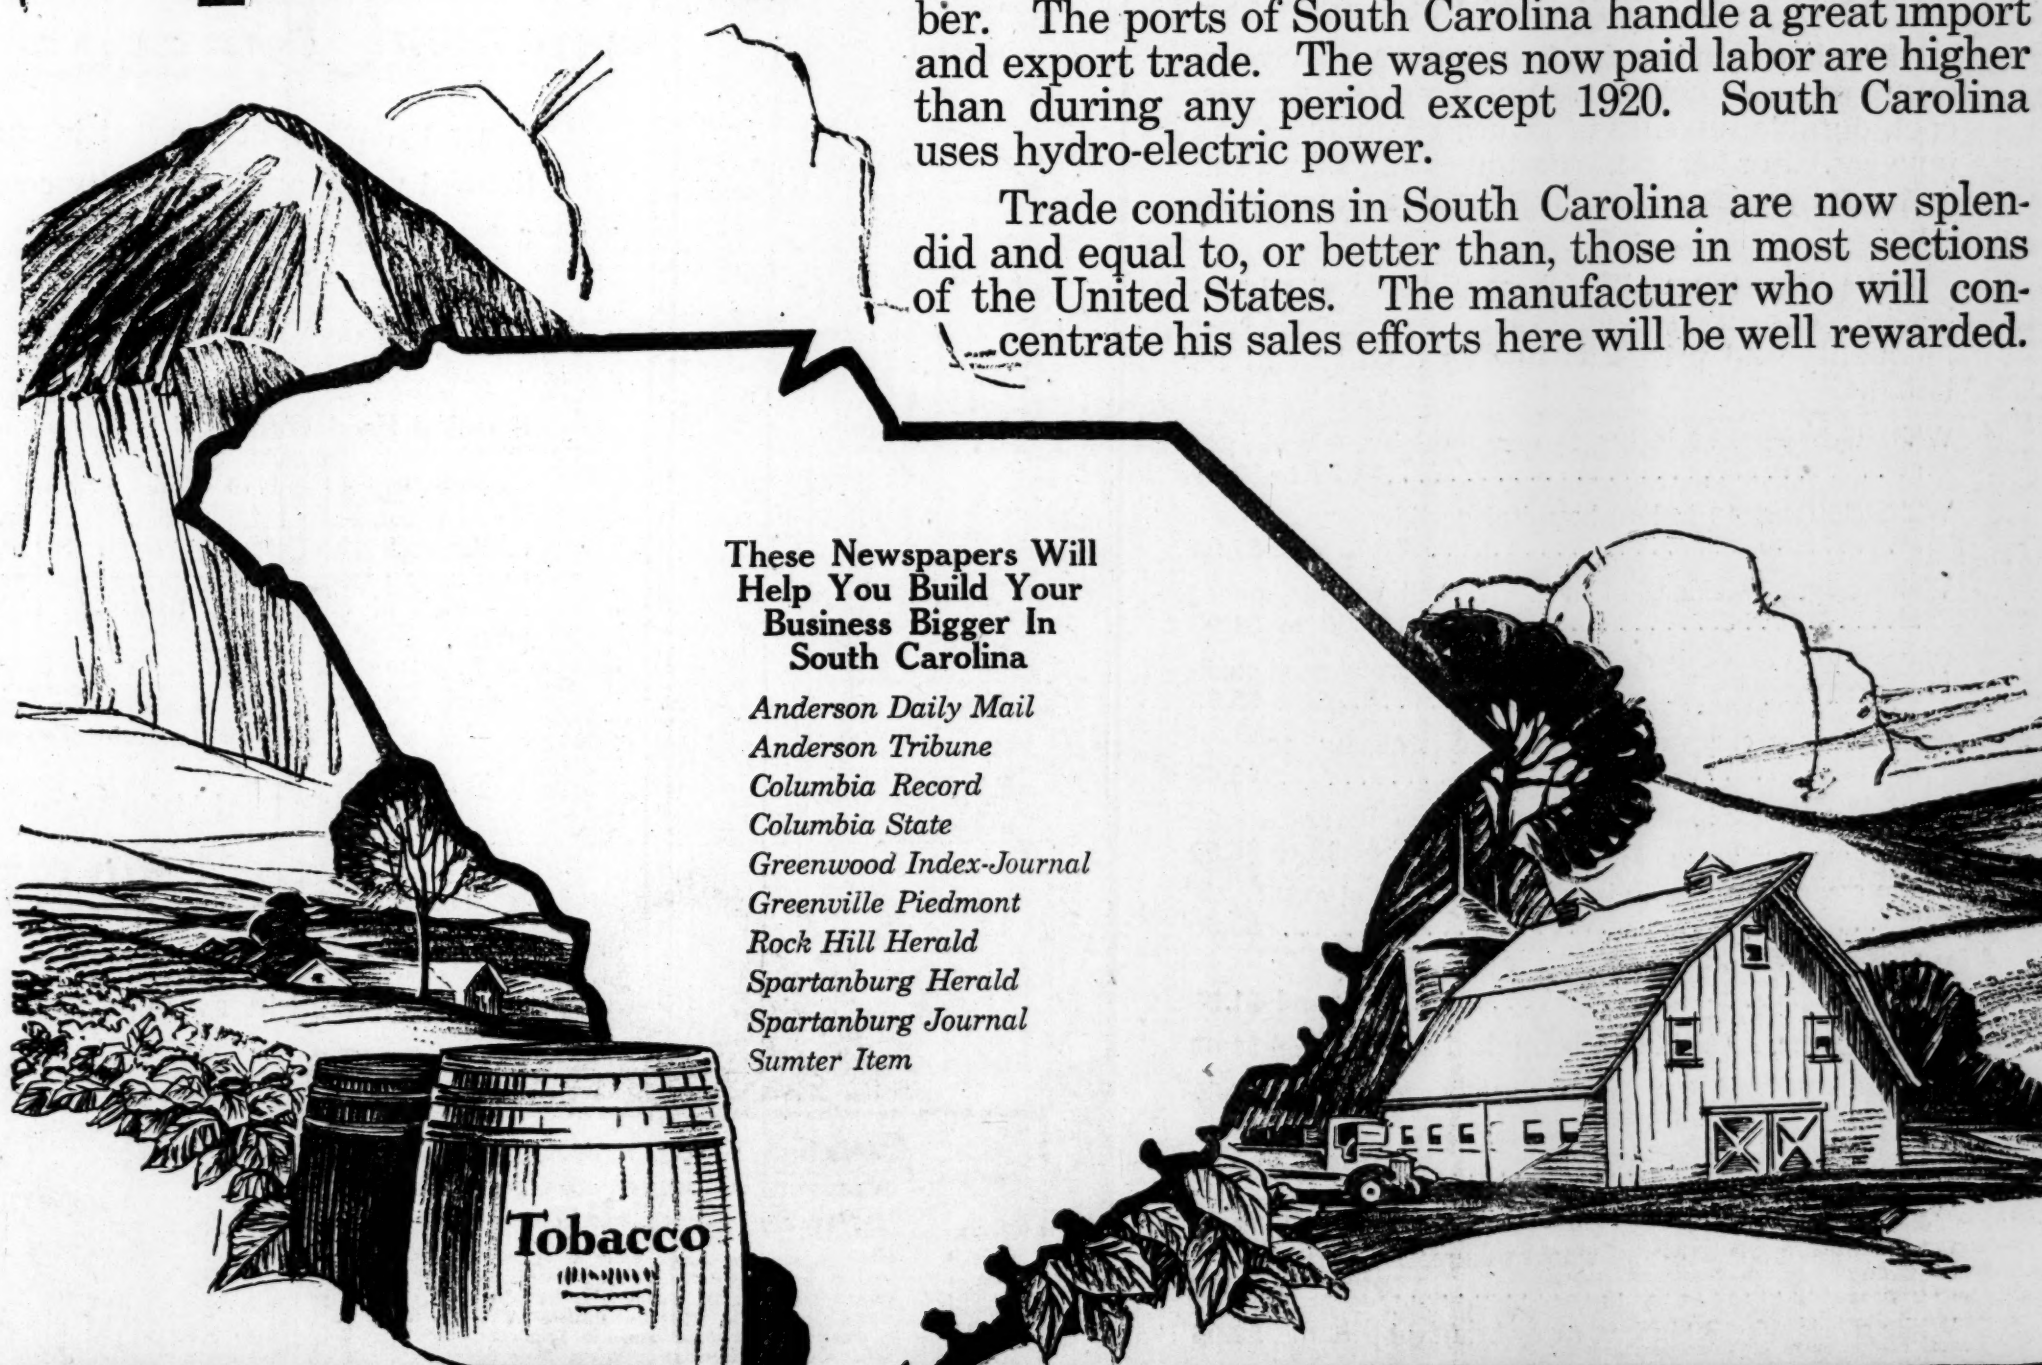 ber. The ports of South Carolina handle a great import
and export trade. The wages now paid labor are higher
than during any period except 1920. South Carolina
uses hydro-electric power.
Trade conditions in South Carolina are now splen-
did and equal to, or better than, those in most sections
of the United States. The manufacturer who will con-
centrate his sales efforts here will be well rewarded.
These Newspapers Will
Help You Build Your
Business Bigger In
South Carolina
Anderson Daily Mail
Anderson Tribune
Columbia Record
Columbia State
Greenwood Index-Journal
Greenville Piedmont
Rock Hill Herald
Spartanburg Herald
Spartanburg Journal
Sumter Item
Tobacco